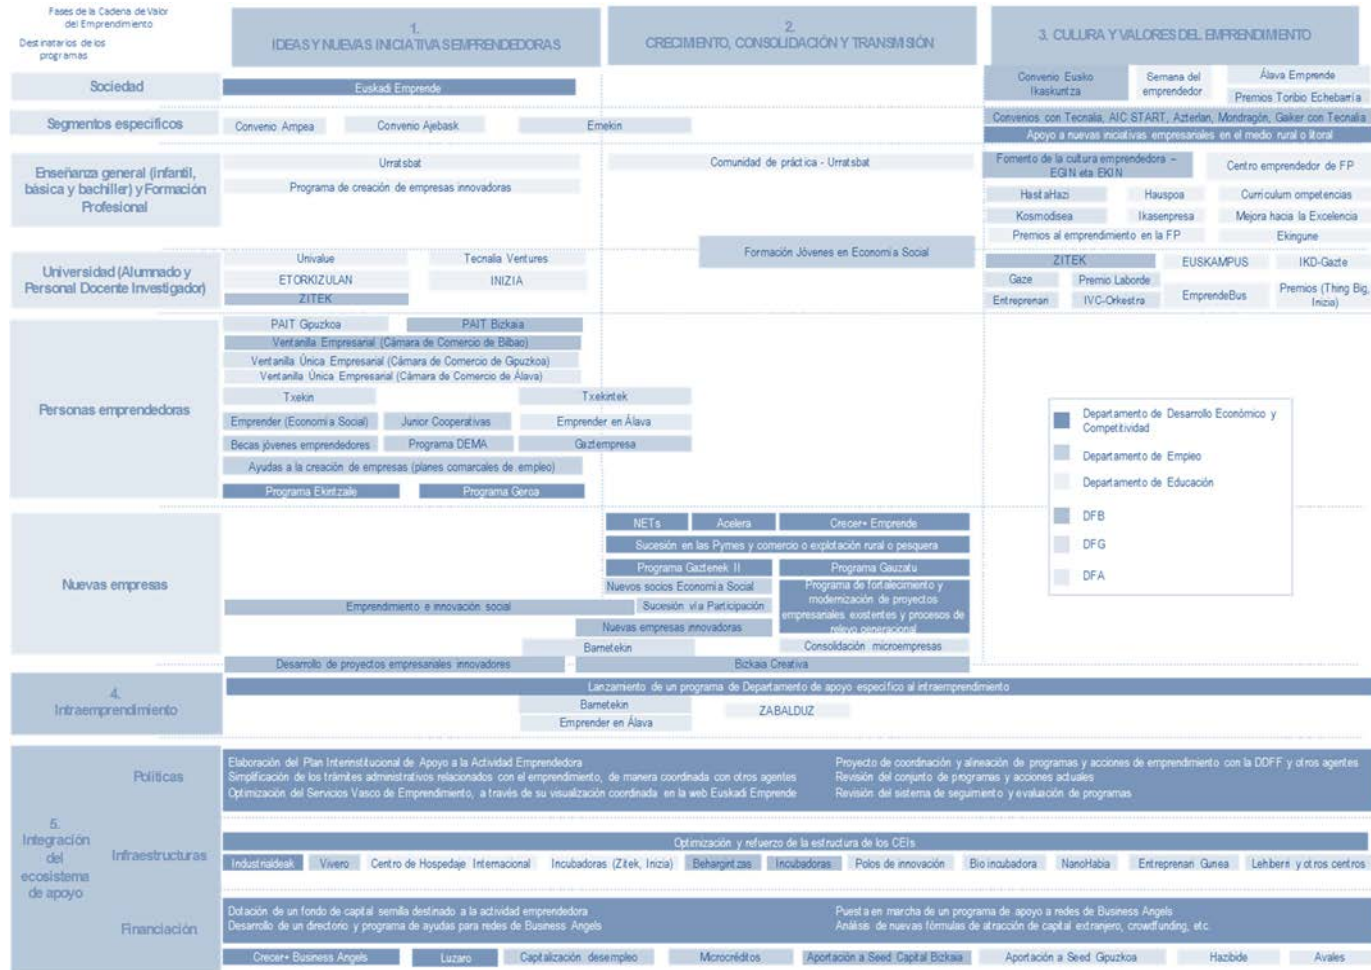 Fases de la Cadena de Valor
del Emprendimiento
Destinatarios de los
programas
1.
IDEAS Y NUEVAS INICIATIVAS EMPRENDEDORAS
2.
CRECIMIENTO, CONSOLIDACIÓN Y TRANSMISIÓN
3. CULURA Y VALORES DEL EMPRENDIMIENTO
Sociedad
Euskadi Emprende
Convenio Eusko
Ikaskuntza
Semana del
emprendedor
Álava Emprende
Premios Toribio Echebarría
Segmentos específicos
Convenio Ampea
Convenio Ajebask
Emekin
Convenios con Tecnalia, AIC START, Azterlan, Mondragón, Gaiker con Tecnalia
Apoyo a nuevas iniciativas empresariales en el medio rural o litoral
Enseñanza general (infantil,
básica y bachiller) y Formación
Profesional
Urratsbat
Programa de creación de empresas innovadoras
Comunidad de práctica - Urratsbat
Fomento de la cultura emprendedora –
EGIN eta EKIN
Centro emprendedor de FP
HasitaHazi
Hauspoa
Curriculum ompetencias
Kosmodisea
Ikasenpresa
Mejora hacia la Excelencia
Premios al emprendimiento en la FP
Ekingune
Universidad (Alumnado y
Personal Docente Investigador)
Univalue
Tecnalia Ventures
ETORKIZULAN
INIZIA
ZITEK
Formación Jóvenes en Economía Social
ZITEK
EUSKAMPUS
IKD-Gazte
Gaze
Premio Laborde
Entreprenari
IVC-Orkestra
EmprendeBus
Premios (Thing Big,
Inizia)
Personas emprendedoras
PAIT Gipuzkoa
PAIT Bizkaia
Ventanilla Empresarial (Cámara de Comercio de Bilbao)
Ventanilla Única Empresarial (Cámara de Comercio de Gipuzkoa)
Ventanilla Única Empresarial (Cámara de Comercio de Álava)
Txekin
Txekintek
Emprender (Economía Social)
Junior Cooperativas
Emprender en Álava
Becas jóvenes emprendedores
Programa DEMA
Gaztempresa
Ayudas a la creación de empresas (planes comarcales de empleo)
Programa Ekintzaile
Programa Geroa
Departamento de Desarrollo Económico y
Competitividad
Departamento de Empleo
Departamento de Educación
DFB
DFG
DFA
Nuevas empresas
NETs
Acelera
Crecer+ Emprende
Sucesión en las Pymes y comercio o explotación rural o pesquera
Programa Gaztenek II
Programa Gauzatu
Nuevos socios Economía Social
Programa de fortalecimiento y
modernización de proyectos
empresariales existentes y procesos de
relevo generacional
Emprendimiento e innovación social
Sucesión vía Participación
Nuevas empresas innovadoras
Barnetekin
Consolidación microempresas
Desarrollo de proyectos empresariales innovadores
Bizkaia Creativa
4.
Intraemprendimiento
Lanzamiento de un programa de Departamento de apoyo específico al intraemprendimiento
Barnetekin
ZABALDUZ
Emprender en Álava
5.
Integración
del
ecosistema
de apoyo
Políticas
Elaboración del Plan Interinstitucional de Apoyo a la Actividad Emprendedora
Simplificación de los trámites administrativos relacionados con el emprendimiento, de manera coordinada con otros agentes
Optimización del Servicios Vasco de Emprendimiento, a través de su visualización coordinada en la web Euskadi Emprende
Proyecto de coordinación y alineación de programas y acciones de emprendimiento con la DDFF y otros agentes
Revisión del conjunto de programas y acciones actuales
Revisión del sistema de seguimiento y evaluación de programas
Infraestructuras
Optimización y refuerzo de la estructura de los CEIs
Industrialdeak
Vivero
Centro de Hospedaje Internacional
Incubadoras (Zitek, Inizia)
Behargintzas
Incubadoras
Polos de innovación
Bio incubadora
NanoHabia
Entreprenari Gunea
Lehberri y otros centros
Financiación
Dotación de un fondo de capital semilla destinado a la actividad emprendedora
Desarrollo de un directorio y programa de ayudas para redes de Business Angels
Puesta en marcha de un programa de apoyo a redes de Business Angels
Análisis de nuevas fórmulas de atracción de capital extranjero, crowdfunding, etc.
Crecer+ Business Angels
Luzaro
Capitalización desempleo
Microcréditos
Aportación a Seed Capital Bizkaia
Aportación a Seed Gipuzkoa
Hazibide
Avales